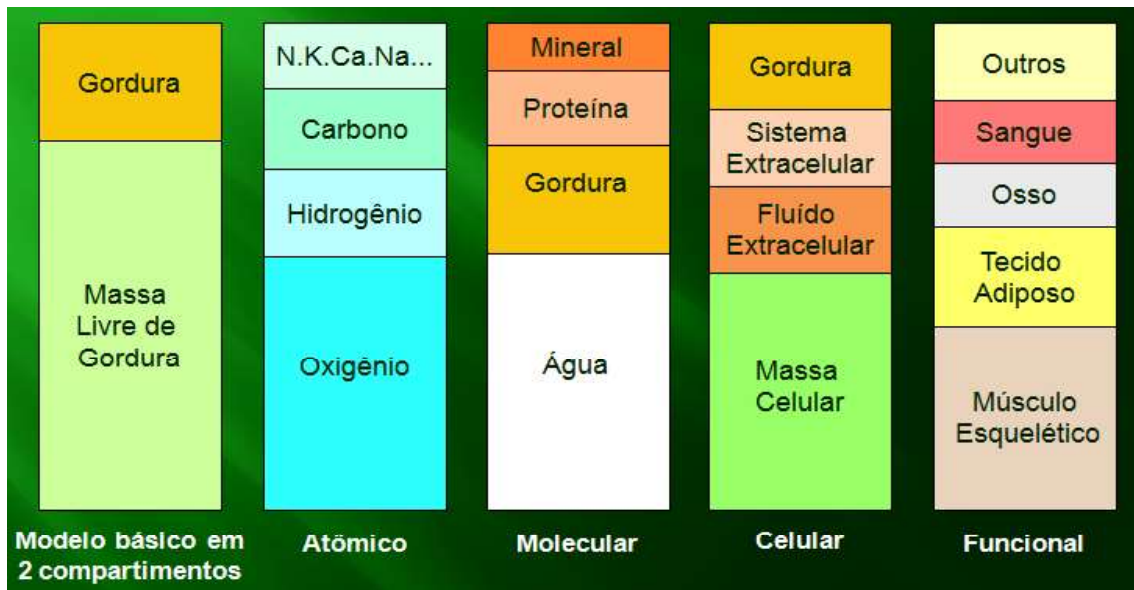 Gordura
Massa
Livre de
Gordura
Modelo básico em
2 compartimentos
N.K.Ca.Na...
Carbono
Hidrogênio
Oxigênio
Atômico
Mineral
Proteína
Gordura
Água
Molecular
Gordura
Sistema
Extracelular
Fluído
Extracelular
Massa
Celular
Celular
Outros
Sangue
Osso
Tecido
Adiposo
Músculo
Esquelético
Funcional